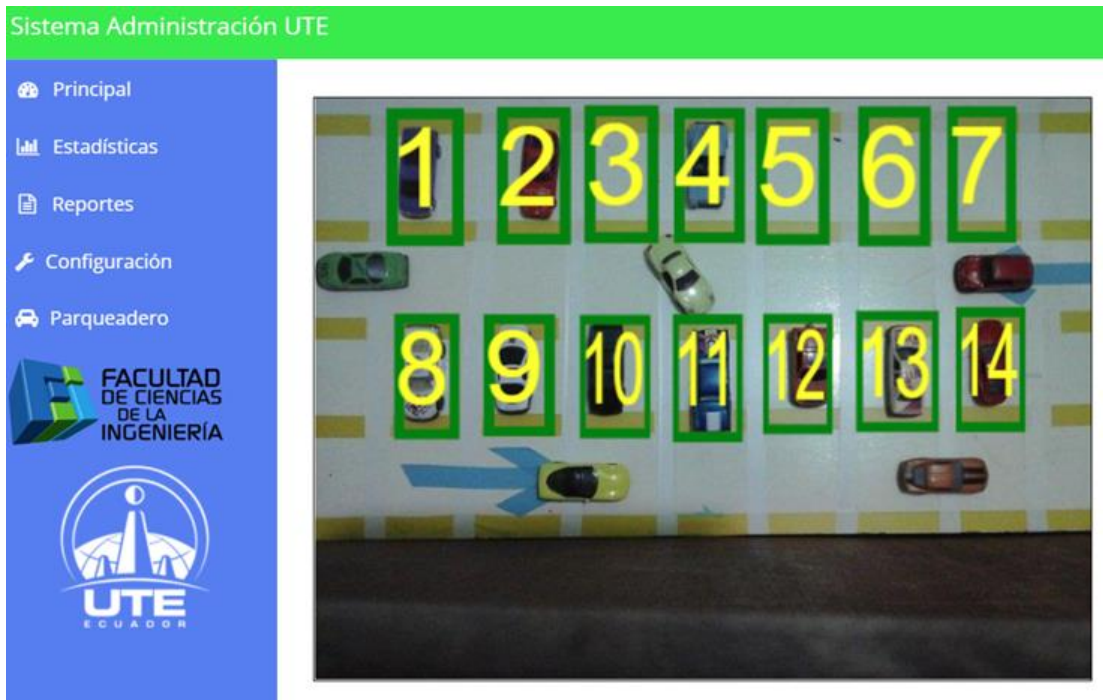 Sistema Administración UTE
Principal
Estadísticas
Reportes
Configuración
Parqueadero
FACULTAD
DE CIENCIAS
DE LA
INGENIERÍA
UTE
ECUADOR
1 2 3 4 5 6 7
8 9 10 11 12 13 14